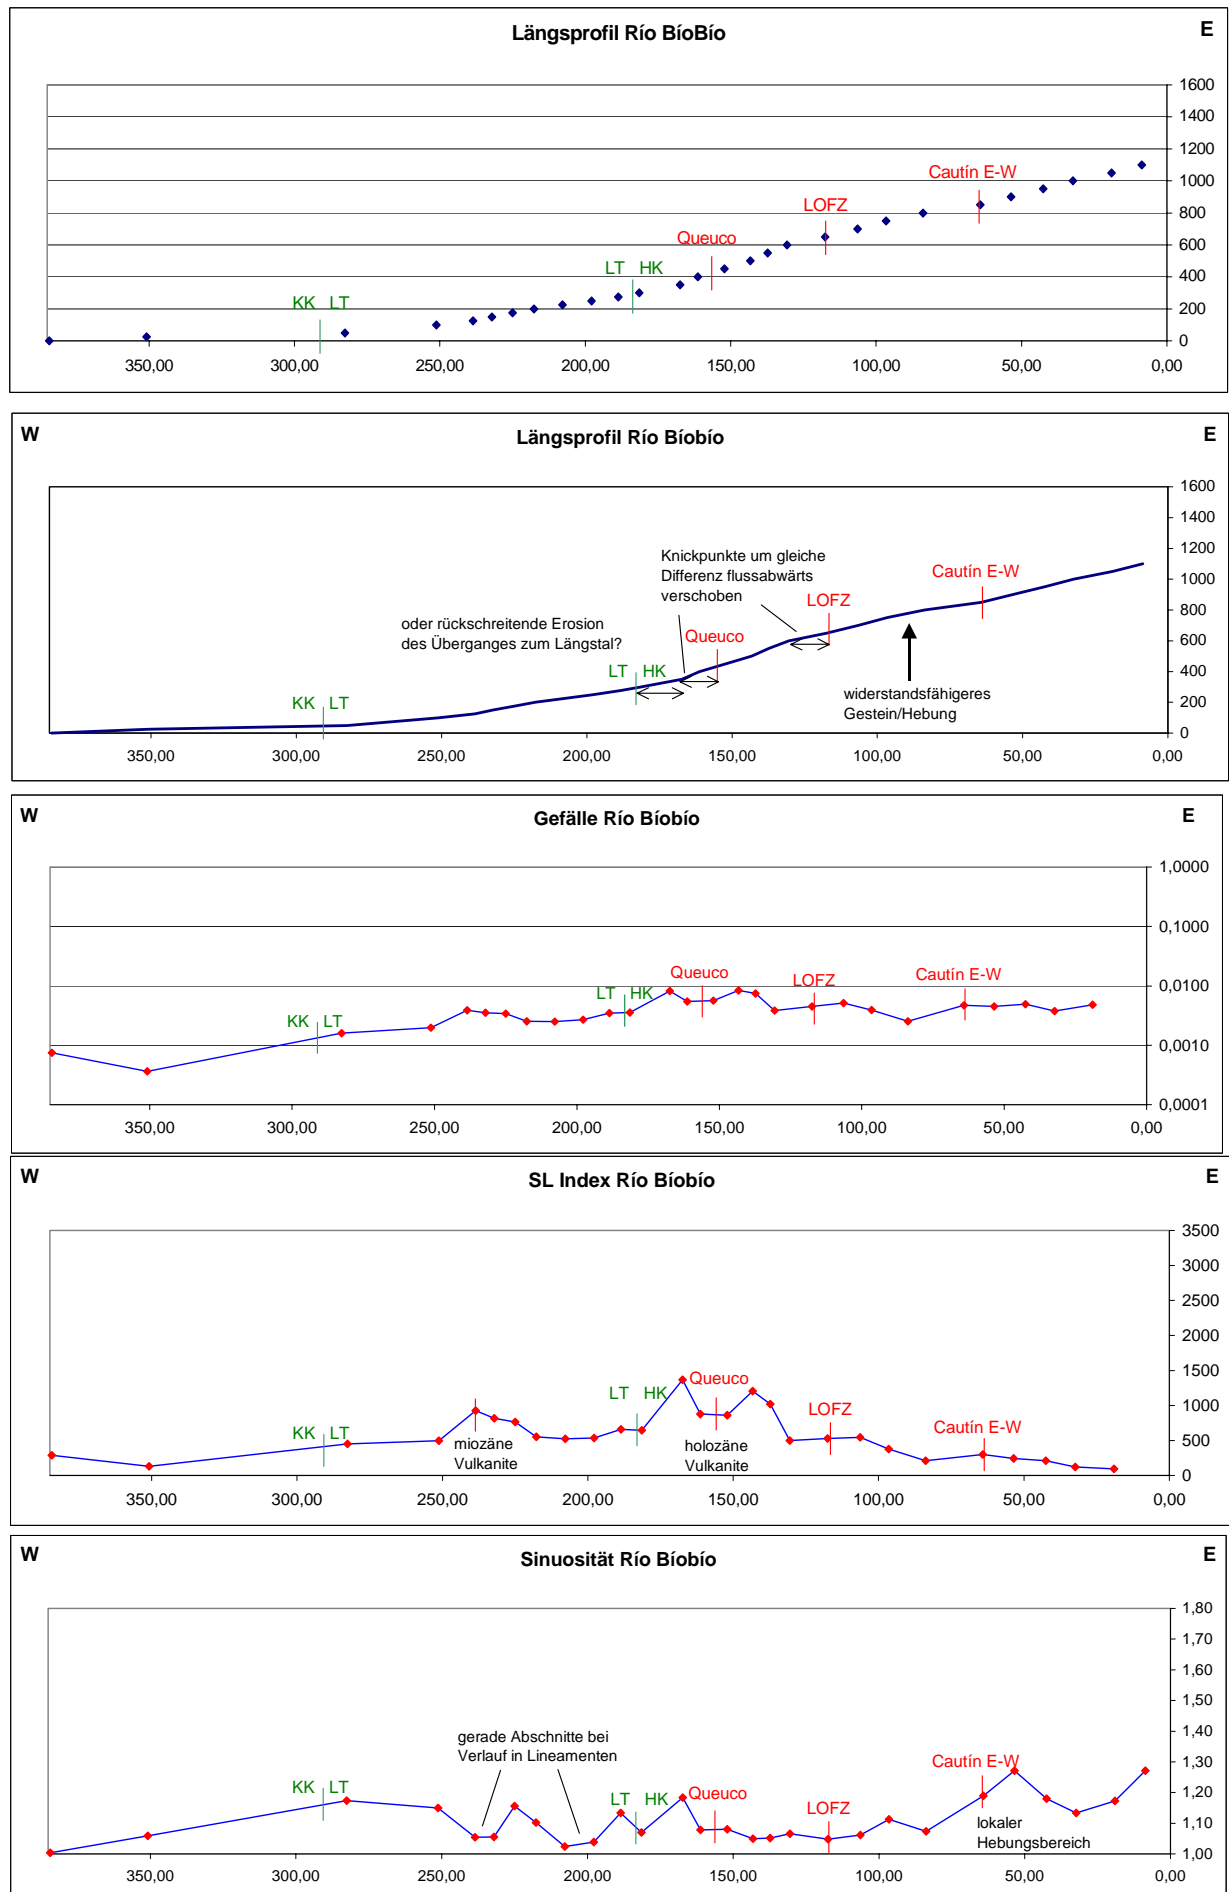 Längsprofil Río BíoBío
E
1600
1400
1200
1000
800
600
400
200
0
Cautín E-W
LOFZ
Queuco
LT HK
KK LT
350,00 300,00 250,00 200,00 150,00 100,00 50,00 0,00
W
Längsprofil Río Bíobío
E
1600
1400
1200
1000
800
600
400
200
0
Knickpunkte um gleiche
Differenz flussabwärts
verschoben
Cautín E-W
LOFZ
oder rückschreitende Erosion
des Überganges zum Längstal?
Queuco
LT HK
KK LT
widerstandsfähigeres
Gestein/Hebung
350,00 300,00 250,00 200,00 150,00 100,00 50,00 0,00
W
Gefälle Río Bíobío
E
1,0000
0,1000
0,0100
0,0010
0,0001
Queuco
LOFZ
Cautín E-W
LT HK
KK LT
350,00 300,00 250,00 200,00 150,00 100,00 50,00 0,00
W
SL Index Río Bíobío
E
3500
3000
2500
2000
1500
1000
500
0
Queuco
LT HK
LOFZ
Cautín E-W
KK LT
miozäne
Vulkanite
holozäne
Vulkanite
350,00 300,00 250,00 200,00 150,00 100,00 50,00 0,00
W
Sinuosität Río Bíobío
E
1,80
1,70
1,60
1,50
1,40
1,30
1,20
1,10
1,00
gerade Abschnitte bei
Verlauf in Lineamenten
Cautín E-W
KK LT
LT HK
Queuco
LOFZ
lokaler
Hebungsbereich
350,00 300,00 250,00 200,00 150,00 100,00 50,00 0,00